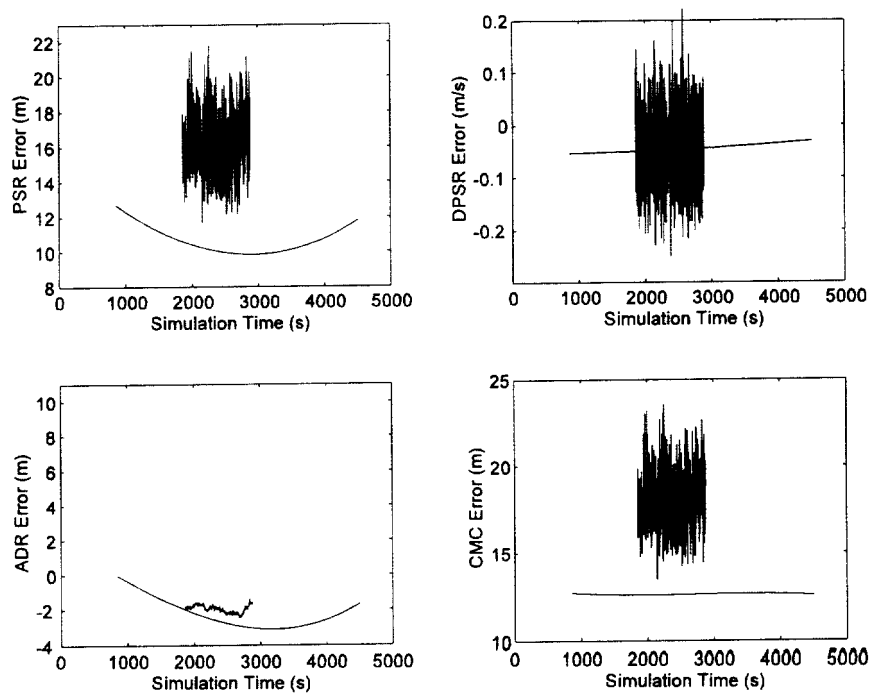 22
20
18
16
14
12
10
8
PSR Error (m)
0 1000 2000 3000 4000 5000
Simulation Time (s)
0.2
0.1
0
-0.1
-0.2
DPSR Error (m/s)
0 1000 2000 3000 4000 5000
Simulation Time (s)
10
8
6
4
2
0
-2
-4
ADR Error (m)
0 1000 2000 3000 4000 5000
Simulation Time (s)
25
20
15
10
CMC Error (m)
0 1000 2000 3000 4000 5000
Simulation Time (s)